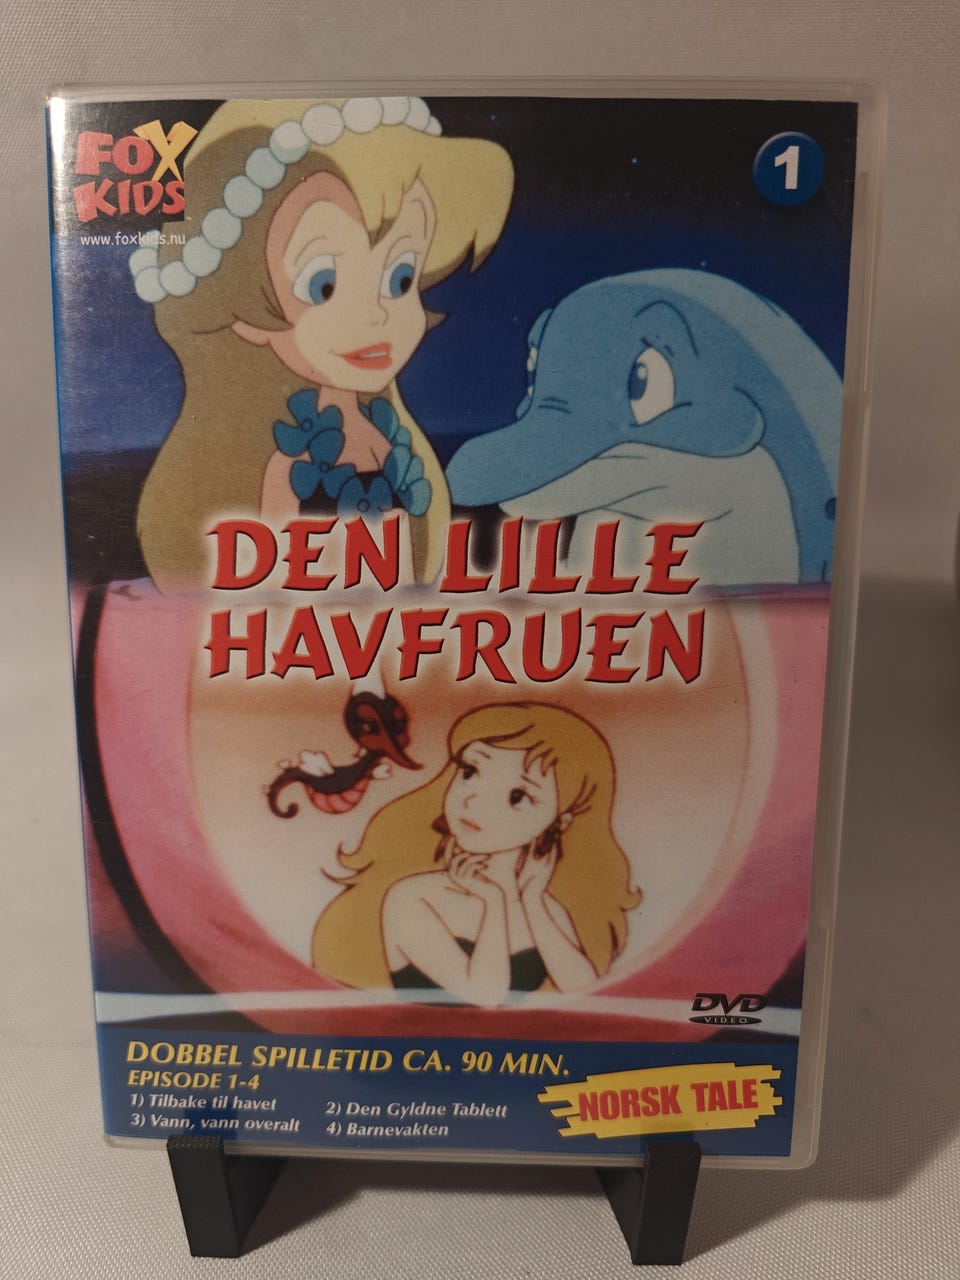 FOX
KIDS
www.foxkids.nu
1
DEN LILLE
HAVFRUEN
DVD
VIDEO
DOBBEL SPILLETID CA. 90 MIN.
EPISODE 1-4
1) Tilbake til havet
2) Den Gyldne Tablett
3) Vann, vann overalt
4) Barnevakten
NORSK TALE